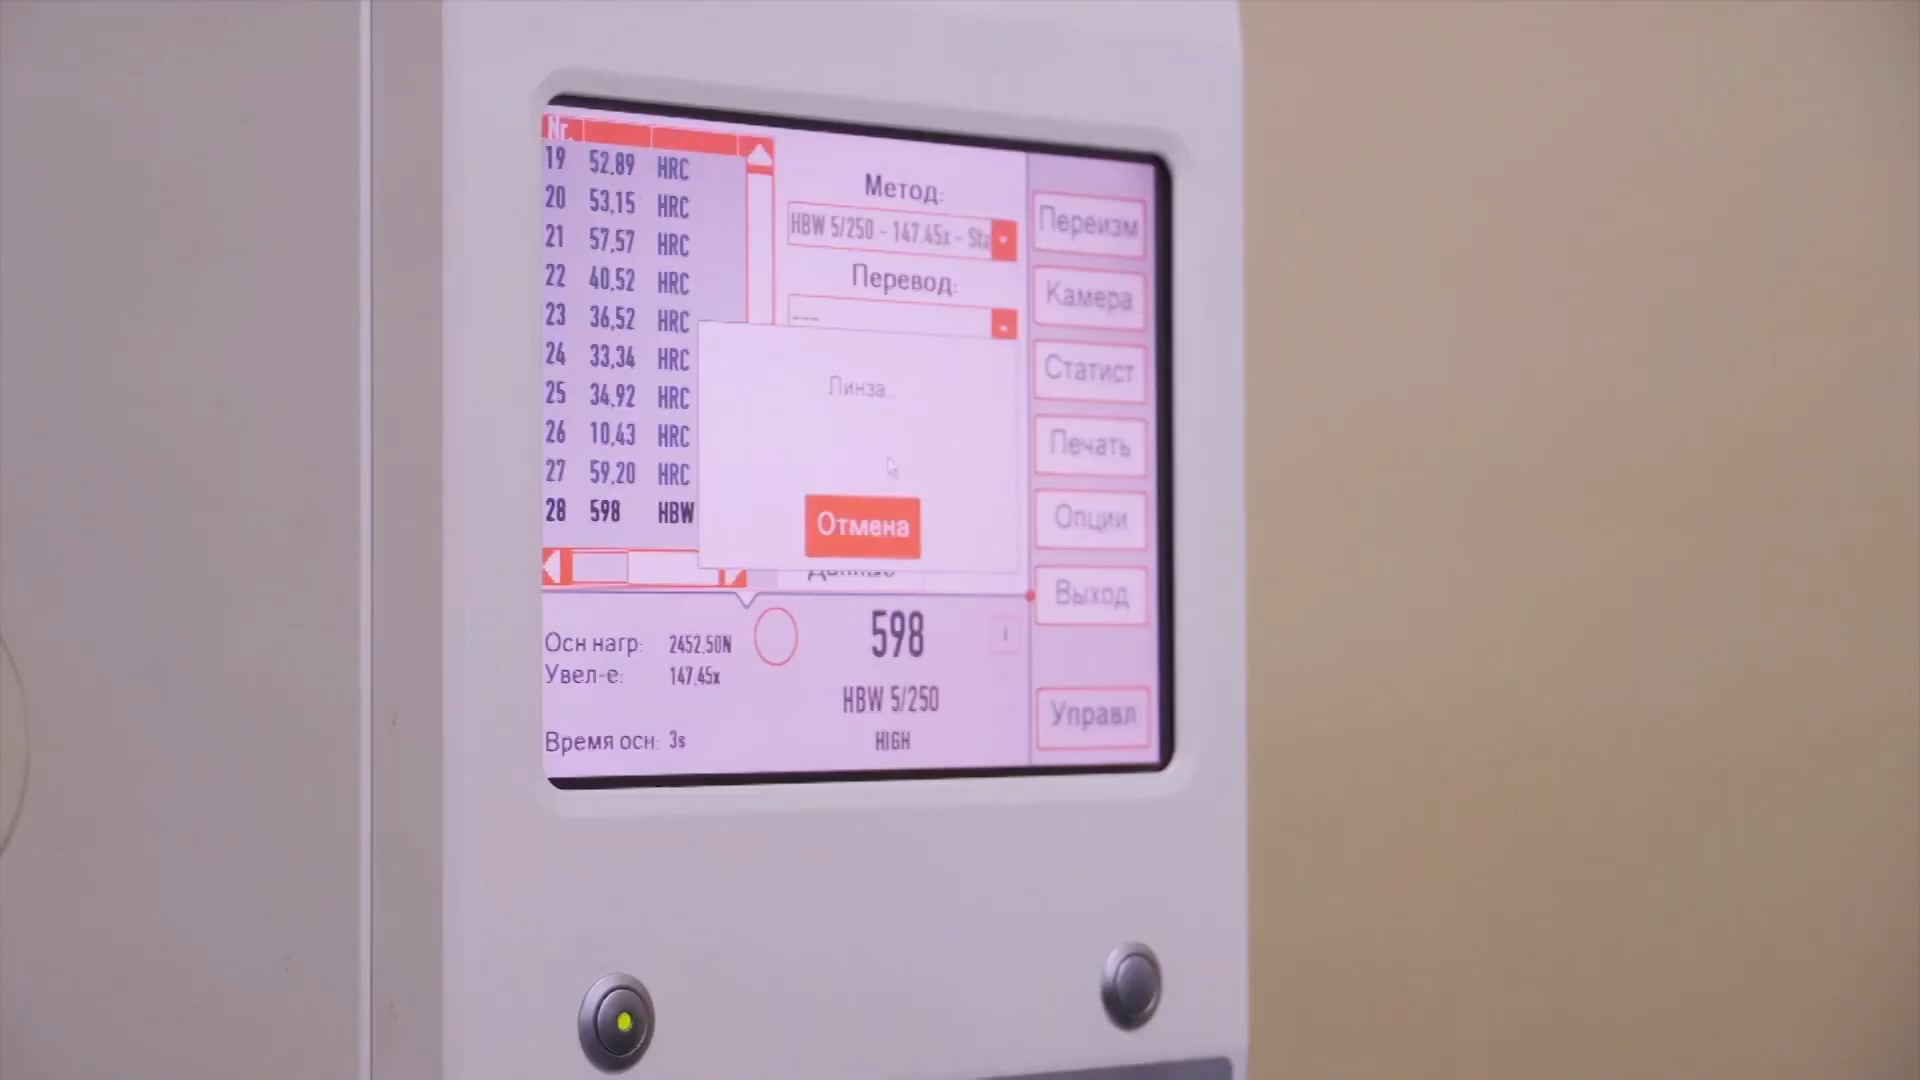 Nr.
19 52,89 HRC
20 53,15 HRC
21 57,57 HRC
22 40,52 HRC
23 36,52 HRC
24 33,34 HRC
25 34,92 HRC
26 10,43 HRC
27 59,20 HRC
28 598 HBW
Метод:
HBW 5/250 - 147.45x - Sta
Перевод:
---
Линза..
Отмена
Данные
Осн нагр: 2452,50N
Увел-е: 147,45x
Время осн: 3s
598
i
HBW 5/250
HIGH
Переизм
Камера
Статист
Печать
Опции
Выход
Управл